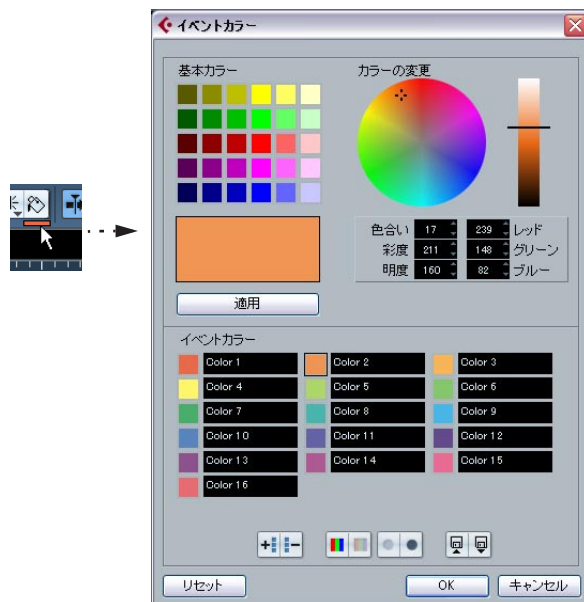 イベントカラー
基本カラー
カラーの変更
色合い 17 239 レッド
彩度 211 148 グリーン
明度 160 82 ブルー
適用
イベントカラー
Color 1 Color 2 Color 3
Color 4 Color 5 Color 6
Color 7 Color 8 Color 9
Color 10 Color 11 Color 12
Color 13 Color 14 Color 15
Color 16
リセット OK キャンセル